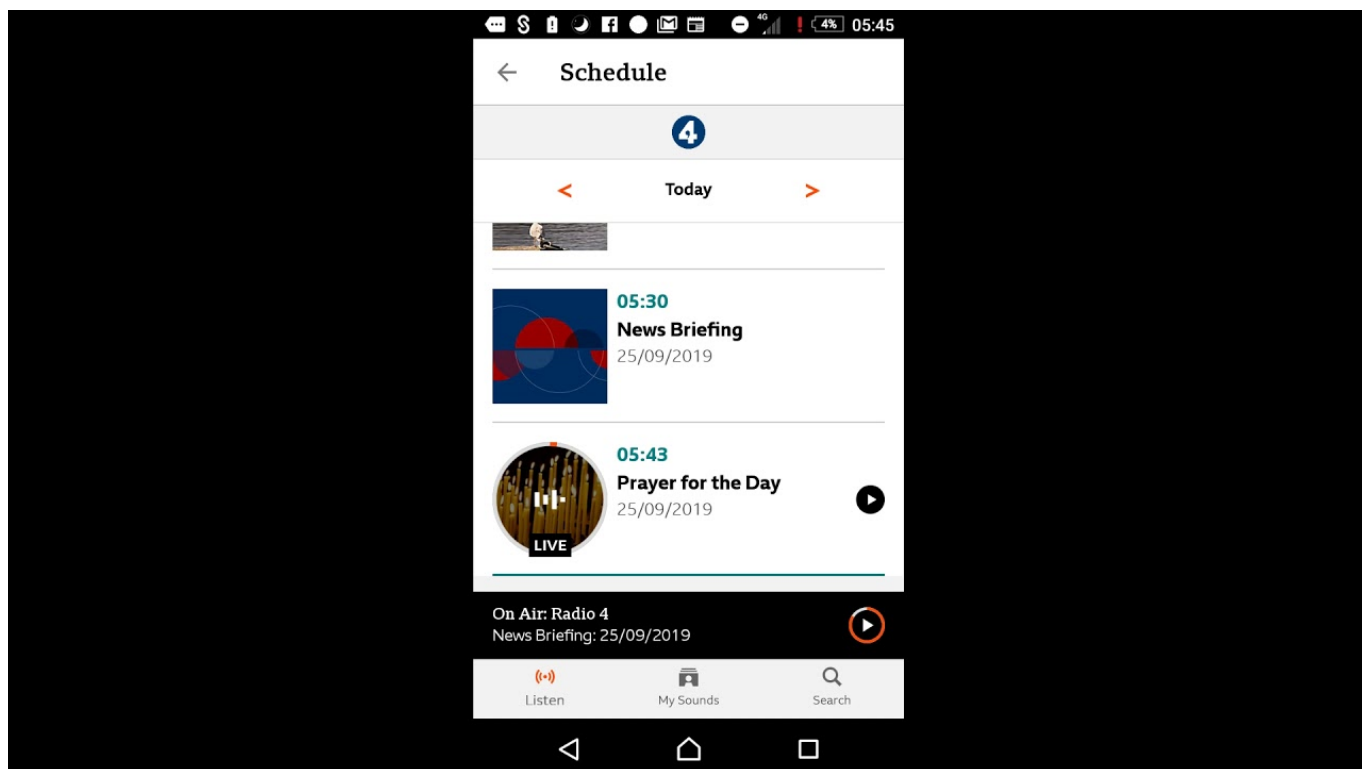 4G 4% 05:45
Schedule
4
Today
05:30
News Briefing
25/09/2019
05:43
Prayer for the Day
25/09/2019
LIVE
On Air: Radio 4
News Briefing: 25/09/2019
Listen My Sounds Search